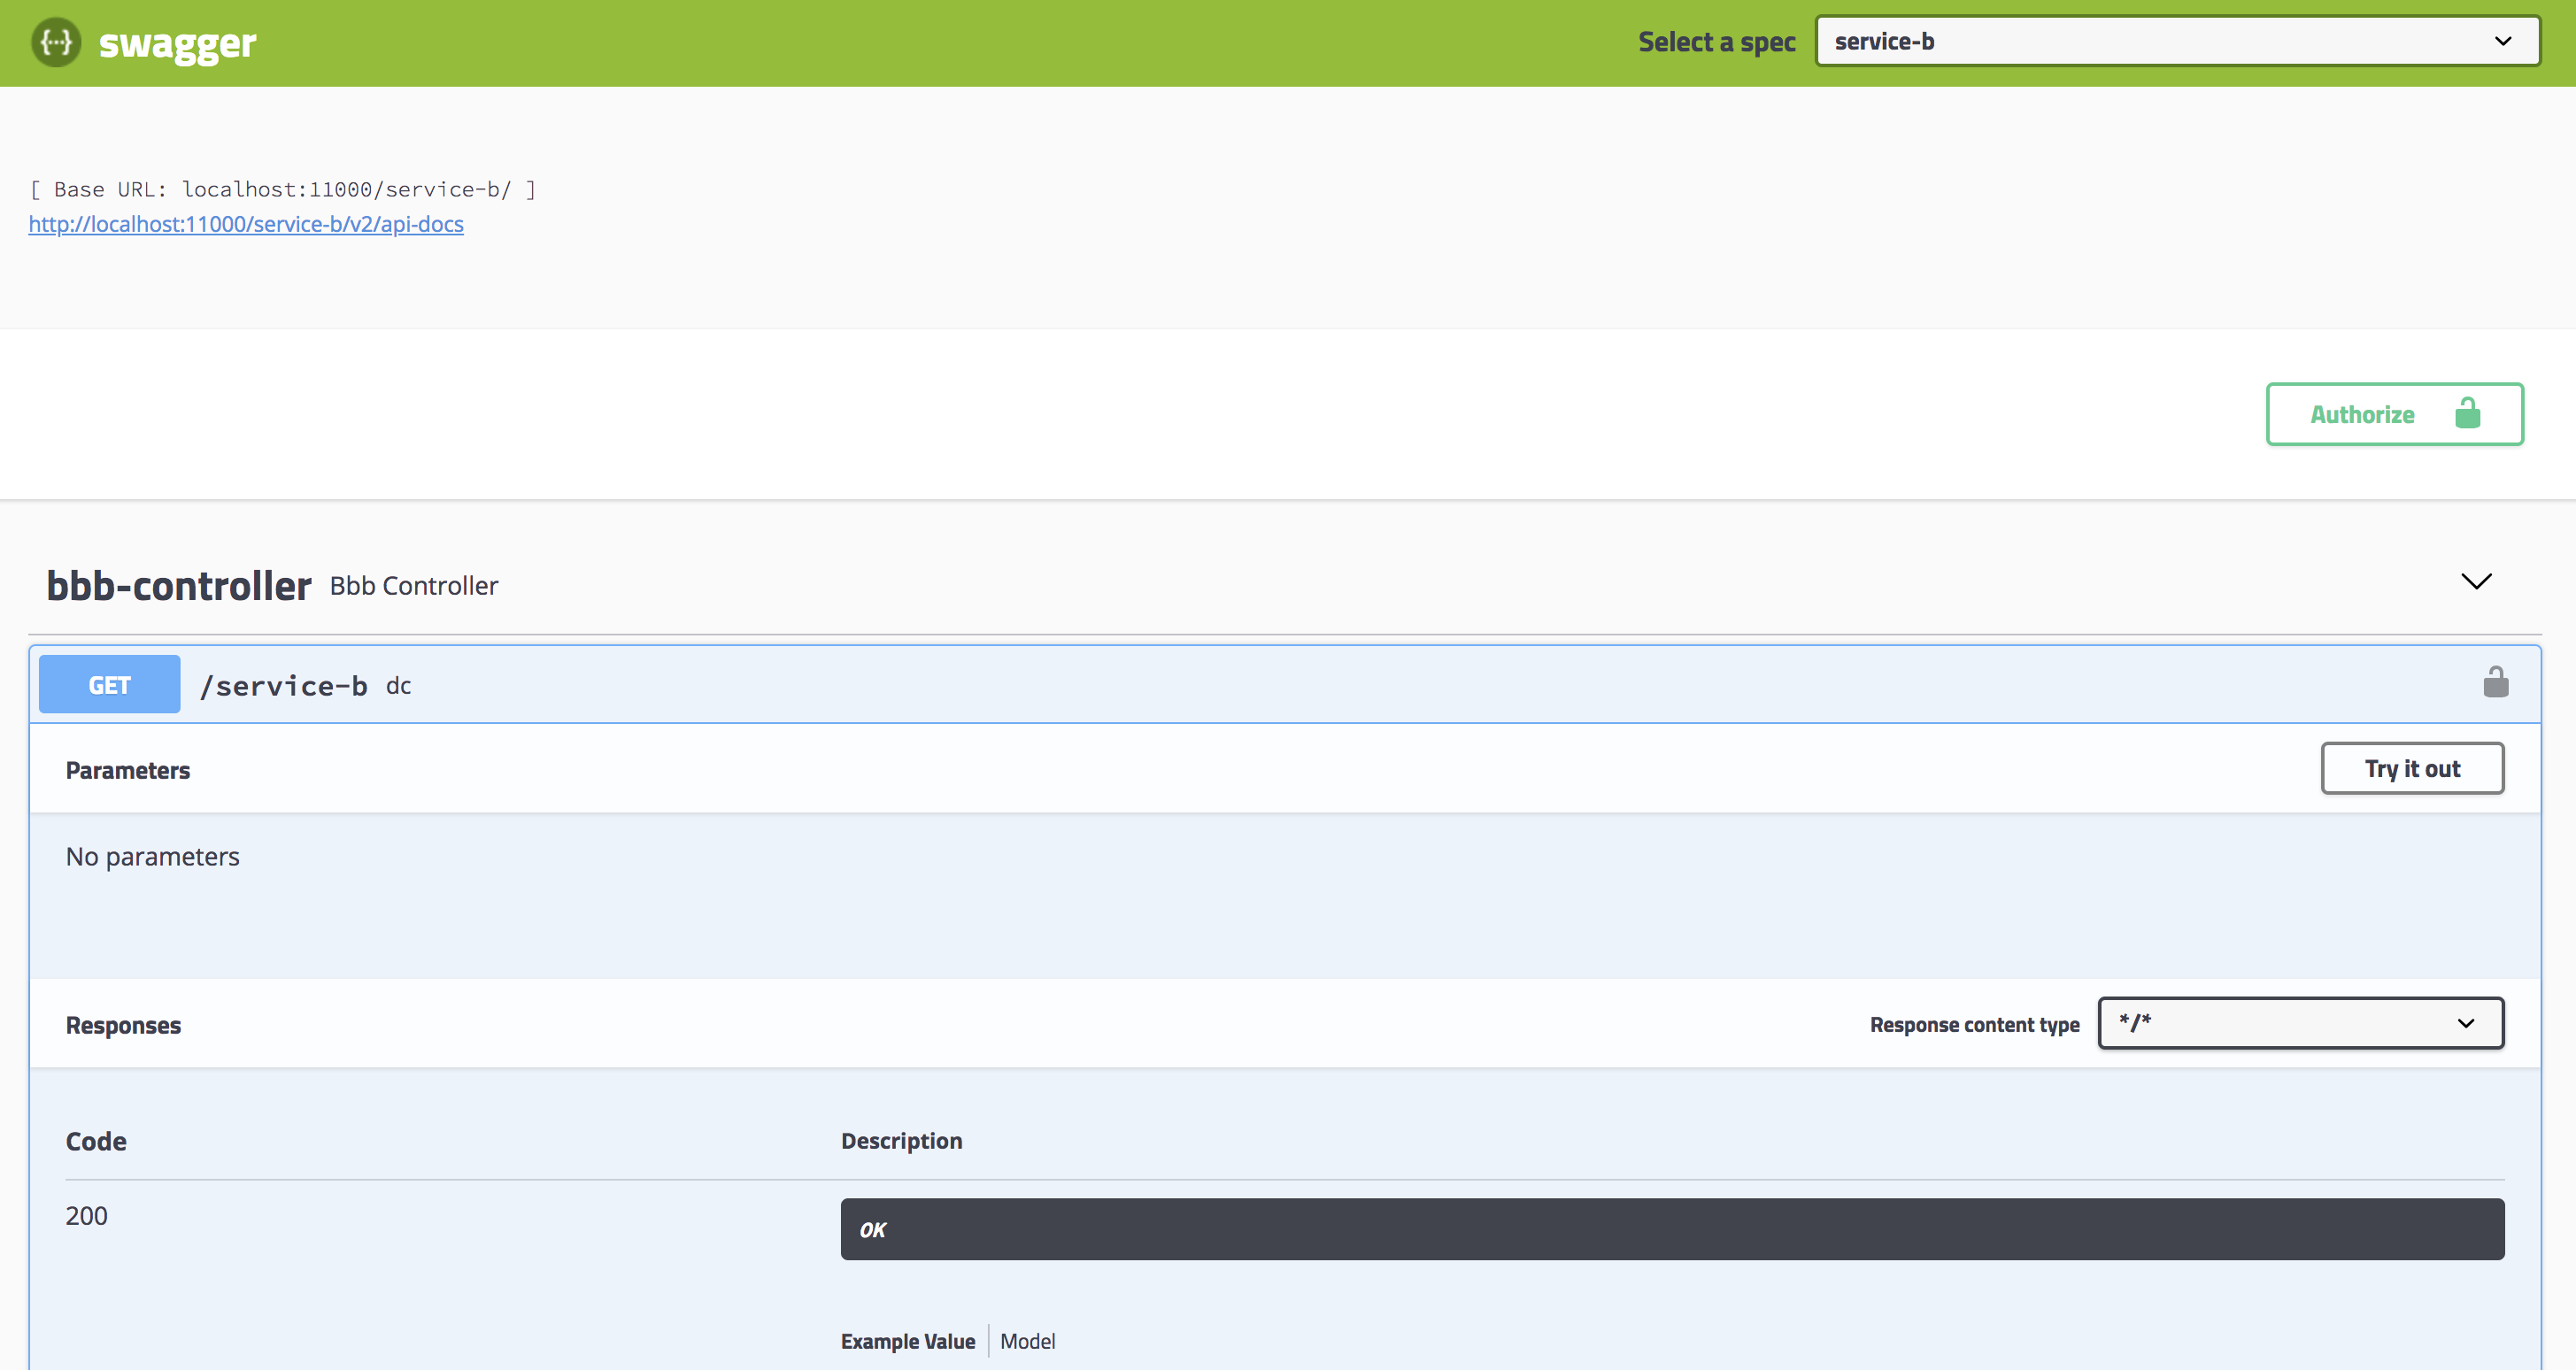 {···} swagger Select a spec service-b
[ Base URL: localhost:11000/service-b/ ]
http://localhost:11000/service-b/v2/api-docs
Authorize
bbb-controller Bbb Controller
GET /service-b dc
Parameters Try it out
No parameters
Responses Response content type */*
Code Description
200 OK
Example Value Model